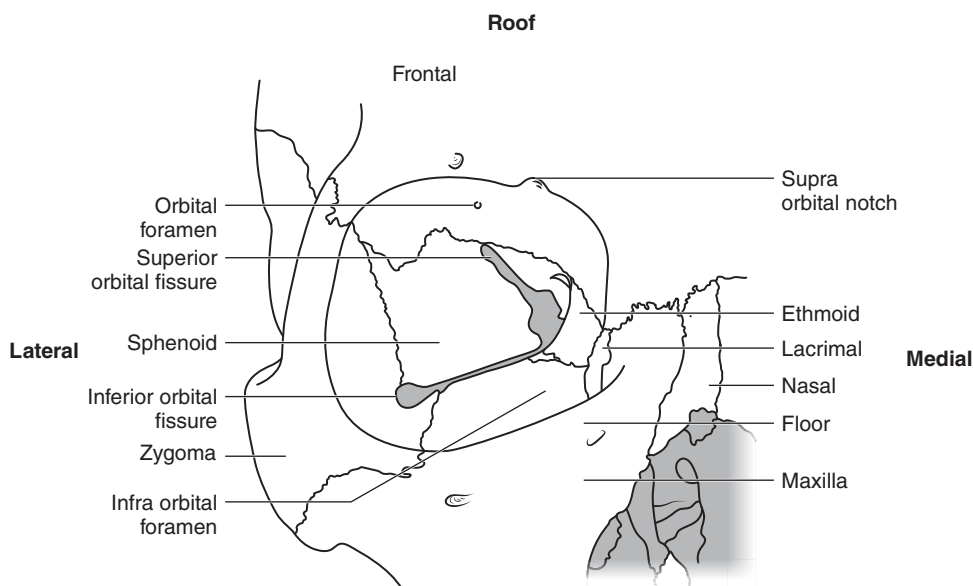 Roof
Frontal
Orbital
foramen
Superior
orbital fissure
Sphenoid
Lateral
Inferior orbital
fissure
Zygoma
Infra orbital
foramen
Supra
orbital notch
Ethmoid
Lacrimal
Medial
Nasal
Floor
Maxilla